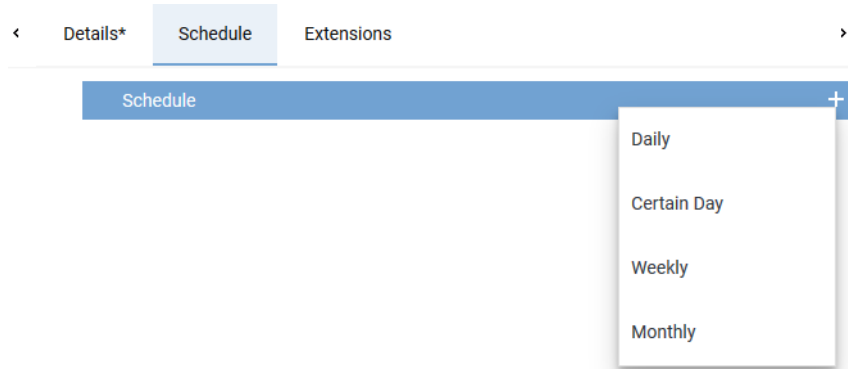 Details* Schedule Extensions
Schedule
Daily
Certain Day
Weekly
Monthly